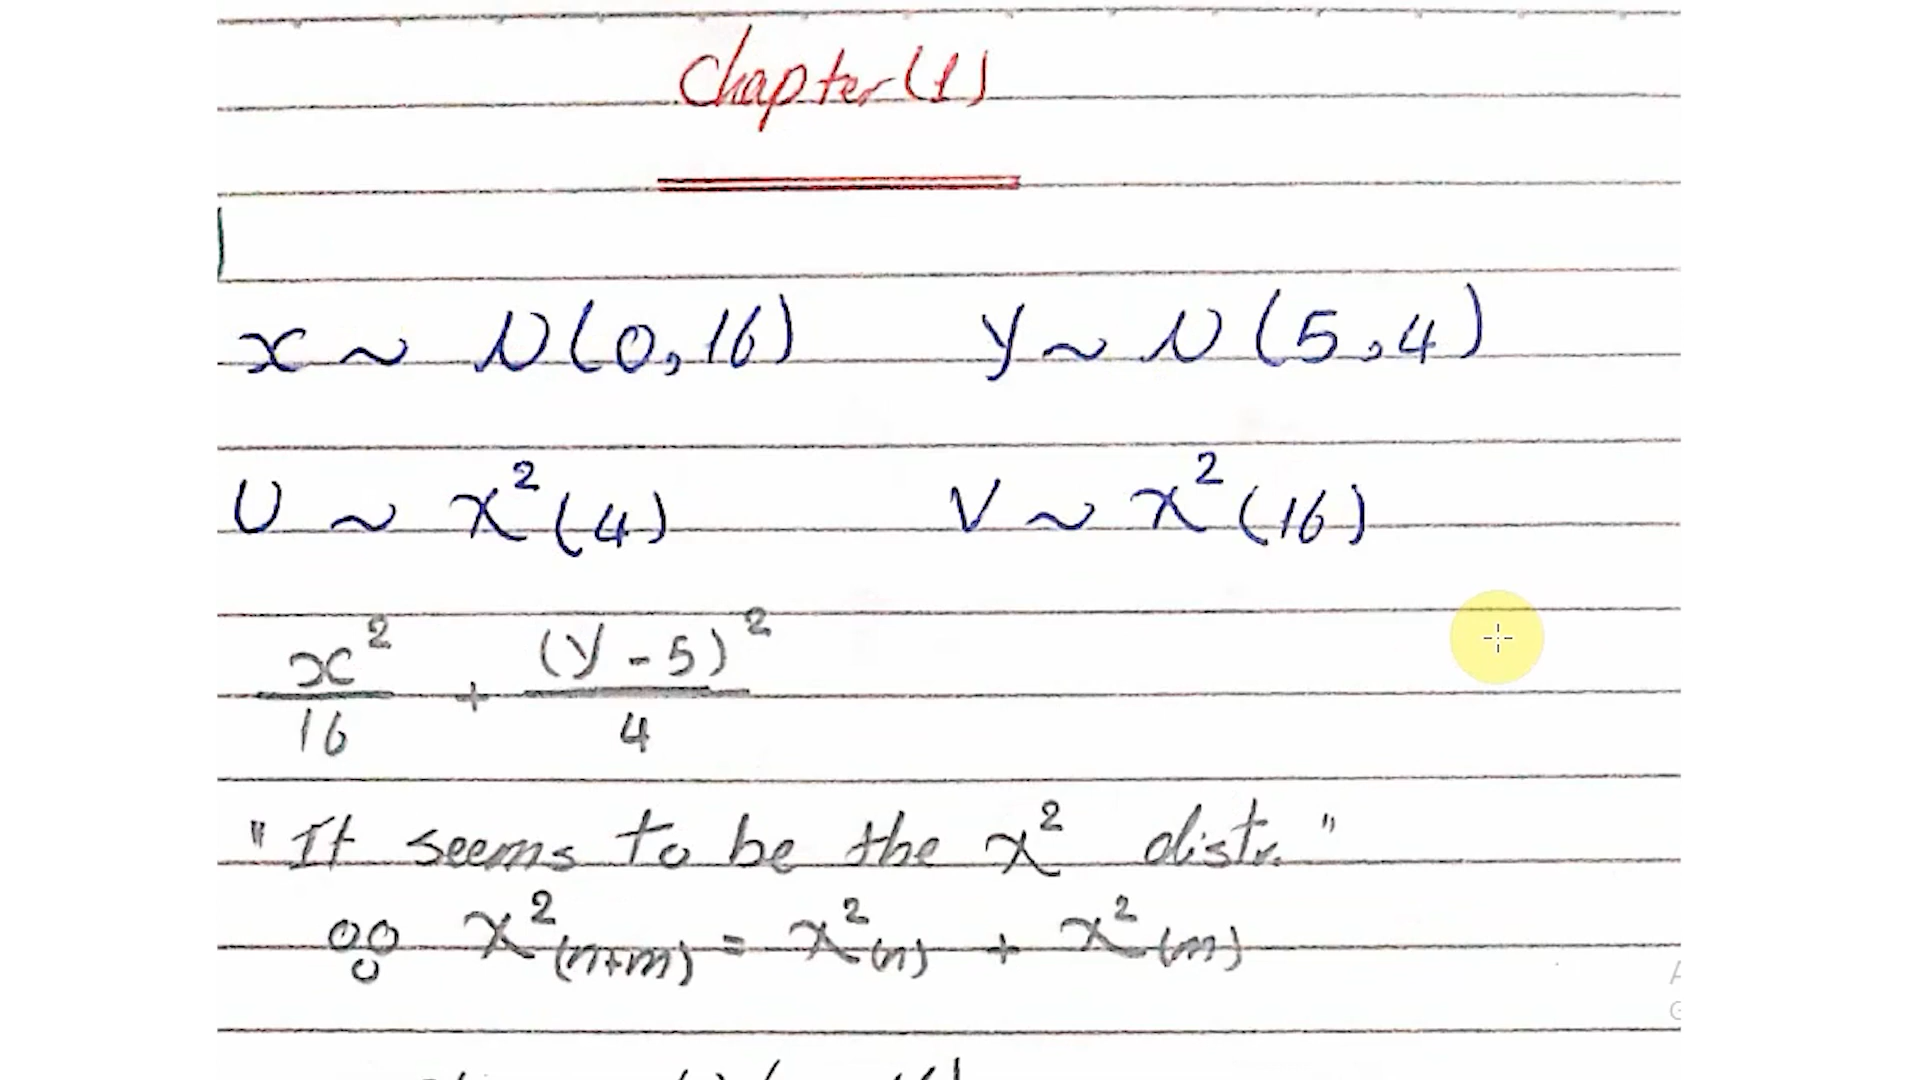 Chapter (1)
x ~ N(0,16) y ~ N(5,4)
U ~ χ²(4) V ~ χ²(16)
x²/16 + (y-5)²/4
"It seems to be the χ² distr."
∵ χ²(n+m) = χ²(n) + χ²(m)